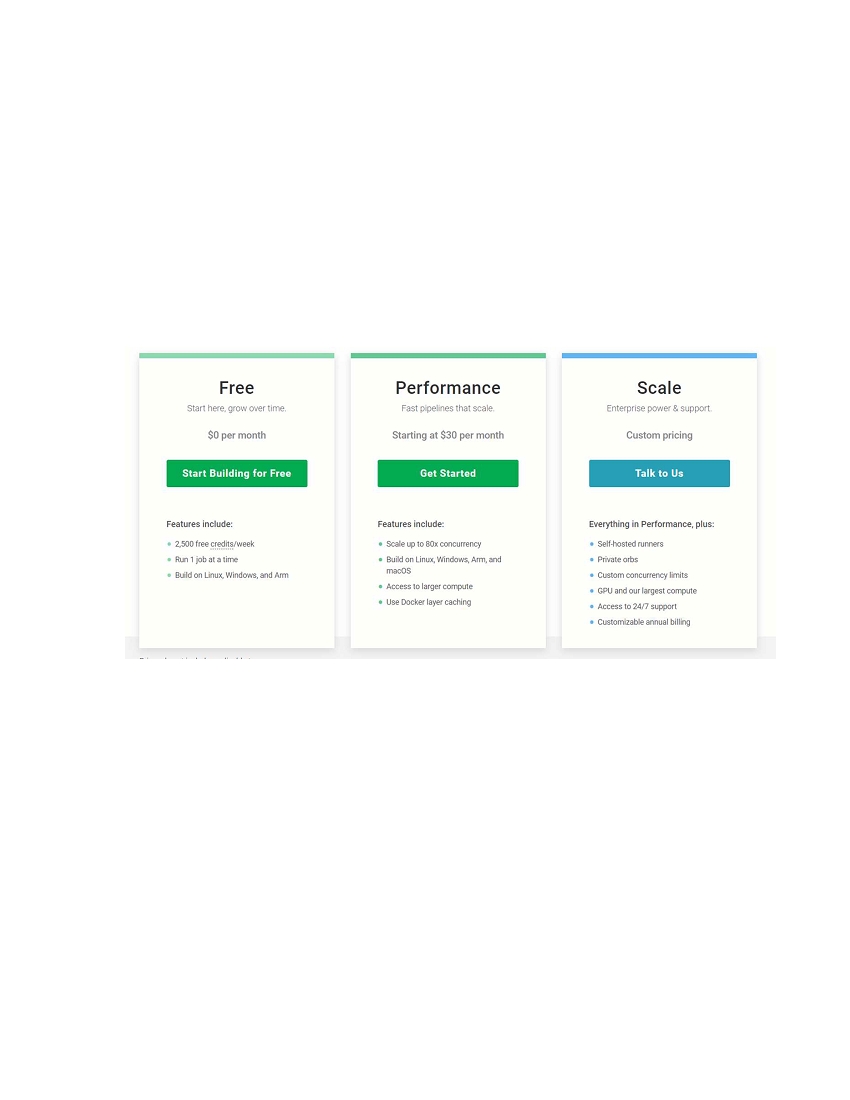 Free
Start here, grow over time.
$0 per month
Start Building for Free
Features include:
2,500 free credits/week
Run 1 job at a time
Build on Linux, Windows, and Arm
Performance
Fast pipelines that scale.
Starting at $30 per month
Get Started
Features include:
Scale up to 80x concurrency
Build on Linux, Windows, Arm, and
macOS
Access to larger compute
Use Docker layer caching
Scale
Enterprise power & support.
Custom pricing
Talk to Us
Everything in Performance, plus:
Self-hosted runners
Private orbs
Custom concurrency limits
GPU and our largest compute
Access to 24/7 support
Customizable annual billing